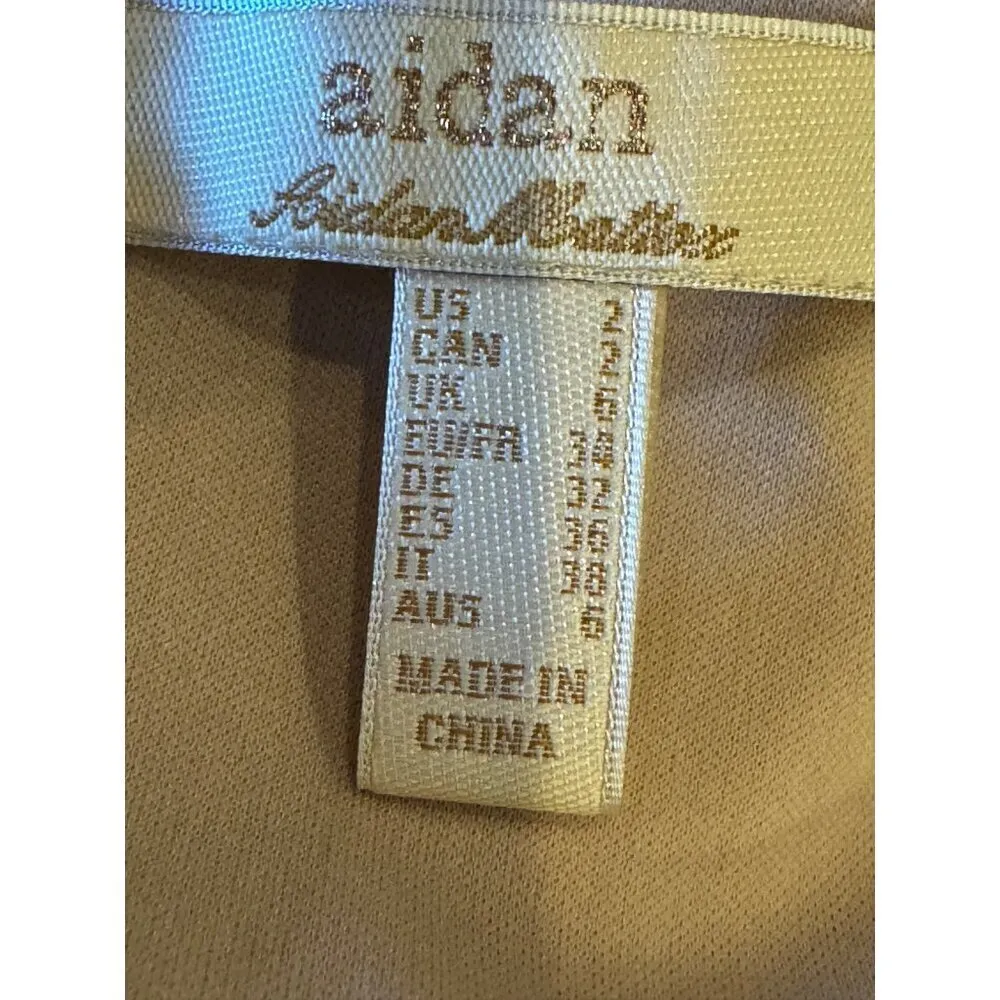 aidan
Aidan Mattox
US 2
CAN 2
UK 6
EU/FR 34
DE 32
ES 36
IT 38
AUS 6
MADE IN
CHINA